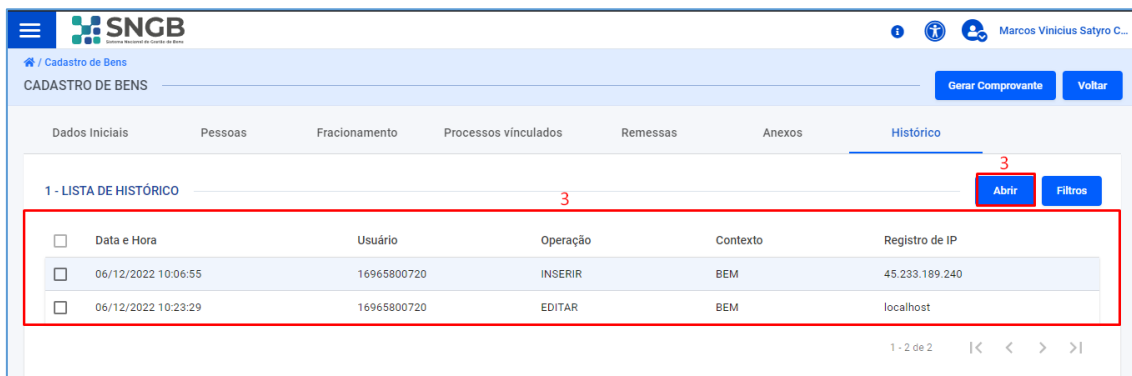 SNGB
Sistema Nacional de Gestão de Bens
Marcos Vinicius Satyro C...
/ Cadastro de Bens
CADASTRO DE BENS
Gerar Comprovante
Voltar
Dados Iniciais Pessoas Fracionamento Processos vínculados Remessas Anexos Histórico
3
1 - LISTA DE HISTÓRICO
Abrir
Filtros
3
Data e Hora Usuário Operação Contexto Registro de IP
06/12/2022 10:06:55 16965800720 INSERIR BEM 45.233.189.240
06/12/2022 10:23:29 16965800720 EDITAR BEM localhost
1 - 2 de 2